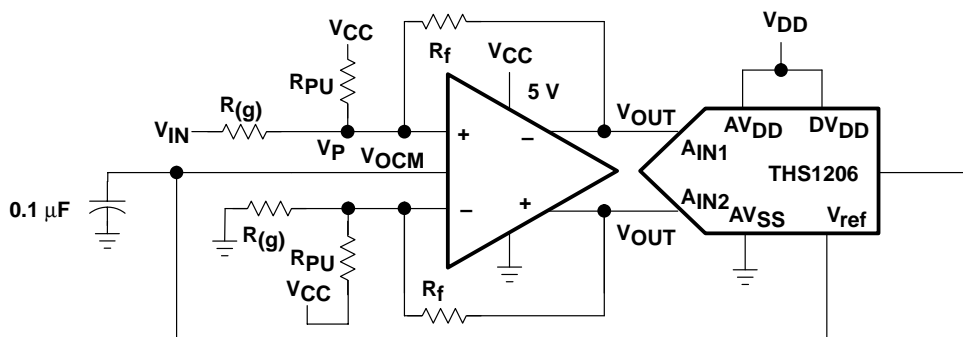 VCC
Rf
VCC
VDD
RPU
5 V
R(g)
VOUT
AVDD
DVDD
VIN
+
−
VP
VOCM
AIN1
THS1206
0.1 μF
−
+
AIN2
AVSS
Vref
R(g)
VOUT
RPU
VCC
Rf